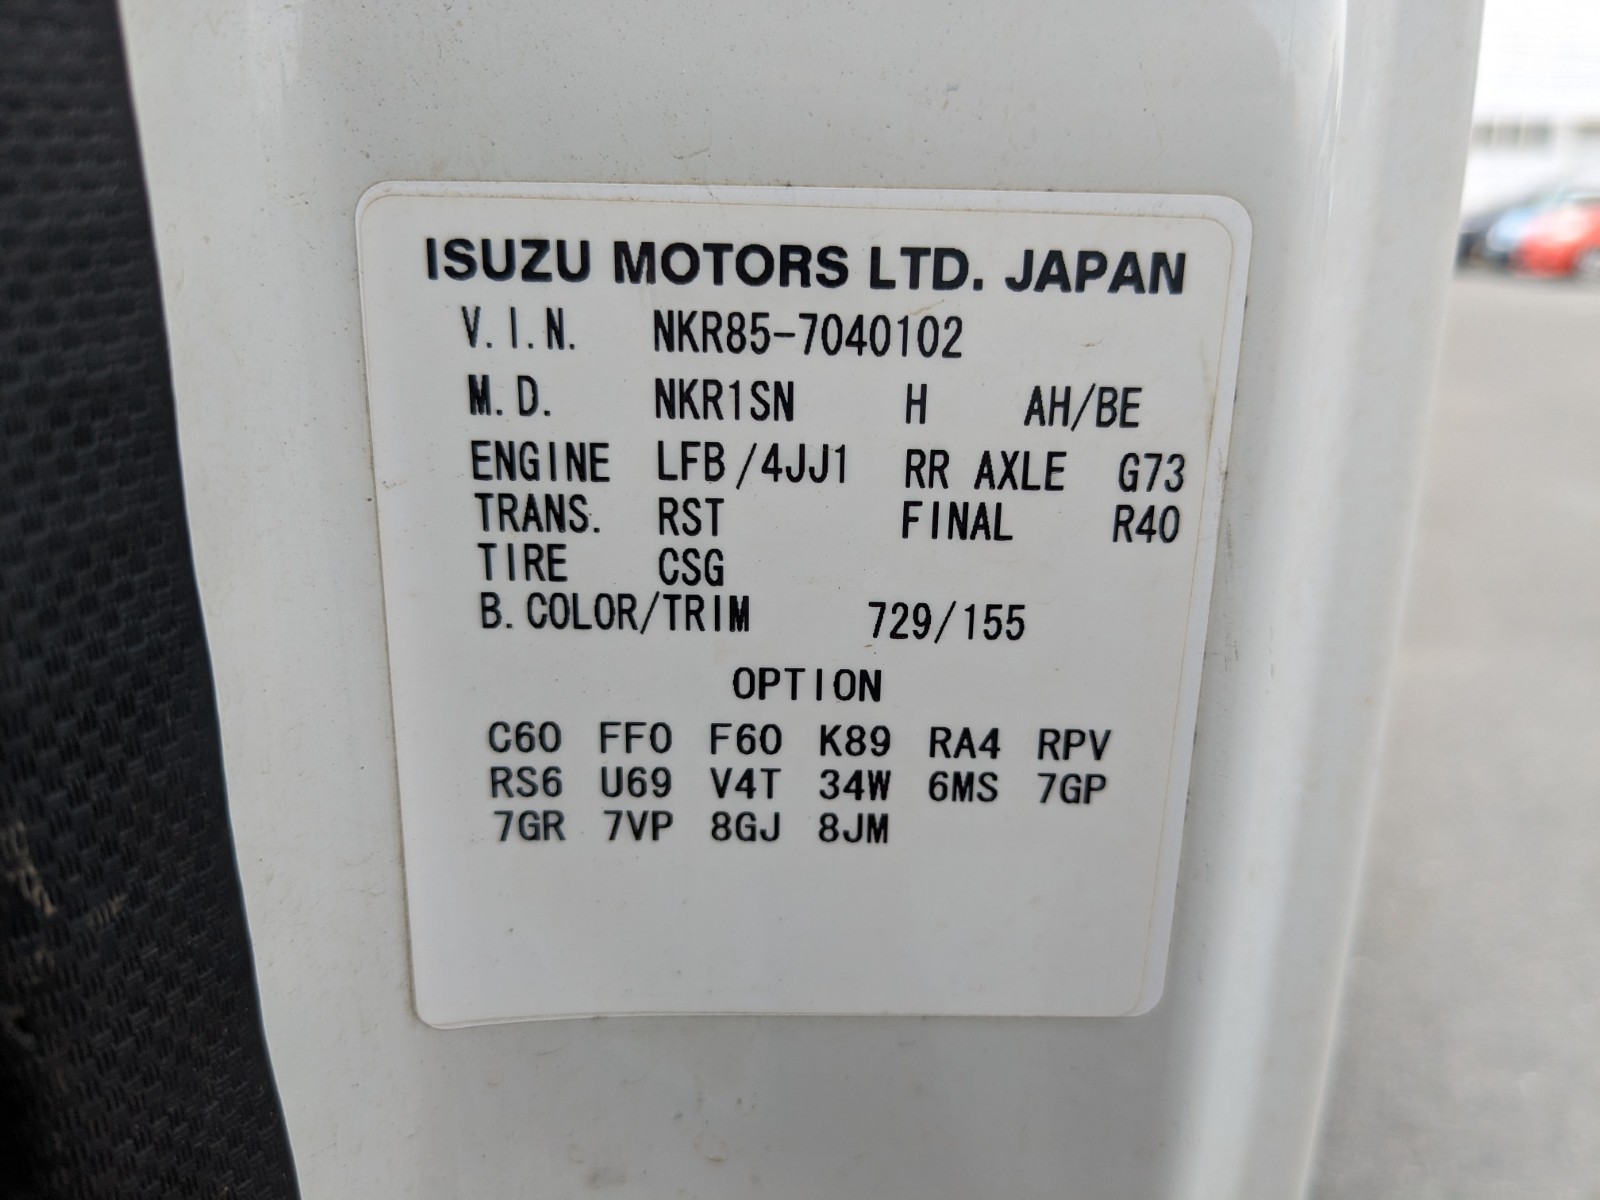 ISUZU MOTORS LTD. JAPAN
V.I.N. NKR85-7040102
M.D. NKR1SN H AH/BE
ENGINE LFB/4JJ1 RR AXLE G73
TRANS. RST FINAL R40
TIRE CSG
B.COLOR/TRIM 729/155
OPTION
C60 FF0 F60 K89 RA4 RPV
RS6 U69 V4T 34W 6MS 7GP
7GR 7VP 8GJ 8JM